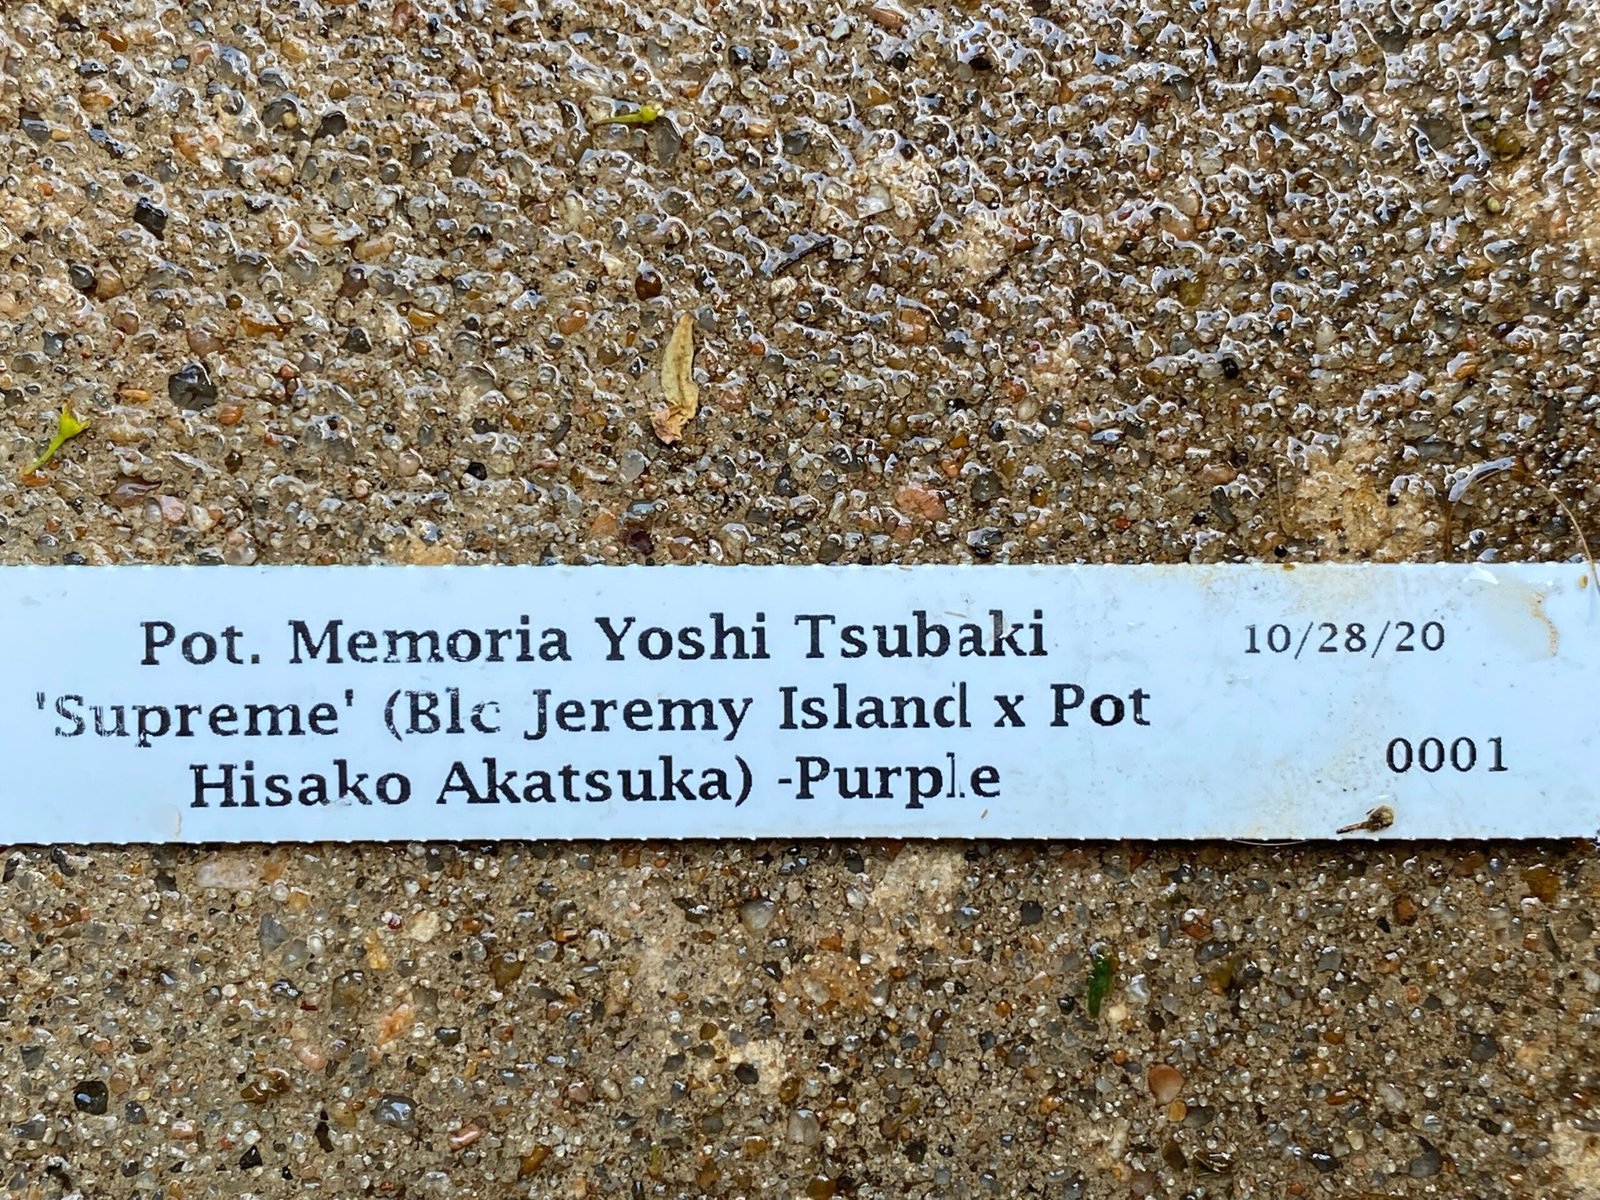 Pot. Memoria Yoshi Tsubaki 10/28/20
'Supreme' (Blc Jeremy Island x Pot
Hisako Akatsuka) -Purple 0001